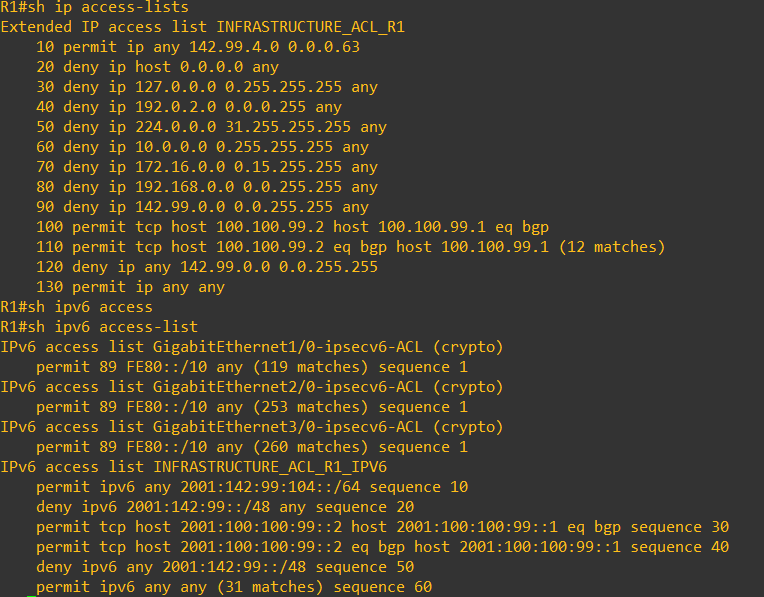 R1#sh ip access-lists
Extended IP access list INFRASTRUCTURE_ACL_R1
    10 permit ip any 142.99.4.0 0.0.0.63
    20 deny ip host 0.0.0.0 any
    30 deny ip 127.0.0.0 0.255.255.255 any
    40 deny ip 192.0.2.0 0.0.0.255 any
    50 deny ip 224.0.0.0 31.255.255.255 any
    60 deny ip 10.0.0.0 0.255.255.255 any
    70 deny ip 172.16.0.0 0.15.255.255 any
    80 deny ip 192.168.0.0 0.0.255.255 any
    90 deny ip 142.99.0.0 0.0.255.255 any
    100 permit tcp host 100.100.99.2 host 100.100.99.1 eq bgp
    110 permit tcp host 100.100.99.2 eq bgp host 100.100.99.1 (12 matches)
    120 deny ip any 142.99.0.0 0.0.255.255
    130 permit ip any any
R1#sh ipv6 access
R1#sh ipv6 access-list
IPv6 access list GigabitEthernet1/0-ipsecv6-ACL (crypto)
    permit 89 FE80::/10 any (119 matches) sequence 1
IPv6 access list GigabitEthernet2/0-ipsecv6-ACL (crypto)
    permit 89 FE80::/10 any (253 matches) sequence 1
IPv6 access list GigabitEthernet3/0-ipsecv6-ACL (crypto)
    permit 89 FE80::/10 any (260 matches) sequence 1
IPv6 access list INFRASTRUCTURE_ACL_R1_IPV6
    permit ipv6 any 2001:142:99:104::/64 sequence 10
    deny ipv6 2001:142:99::/48 any sequence 20
    permit tcp host 2001:100:100:99::2 host 2001:100:100:99::1 eq bgp sequence 30
    permit tcp host 2001:100:100:99::2 eq bgp host 2001:100:100:99::1 sequence 40
    deny ipv6 any 2001:142:99::/48 sequence 50
    permit ipv6 any any (31 matches) sequence 60